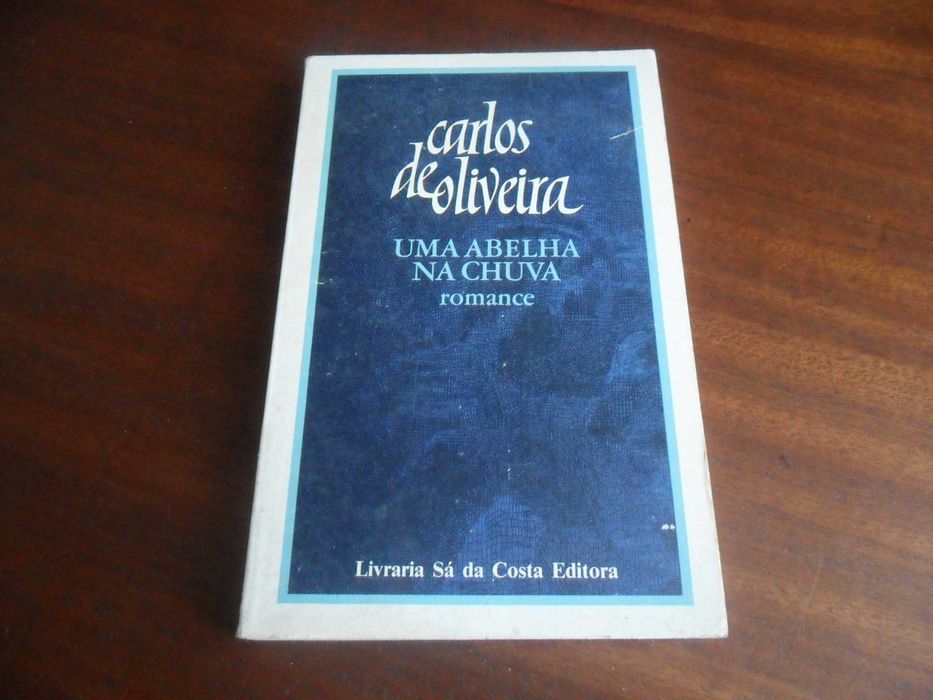 carlos
de oliveira
UMA ABELHA
NA CHUVA
romance
Livraria Sá da Costa Editora